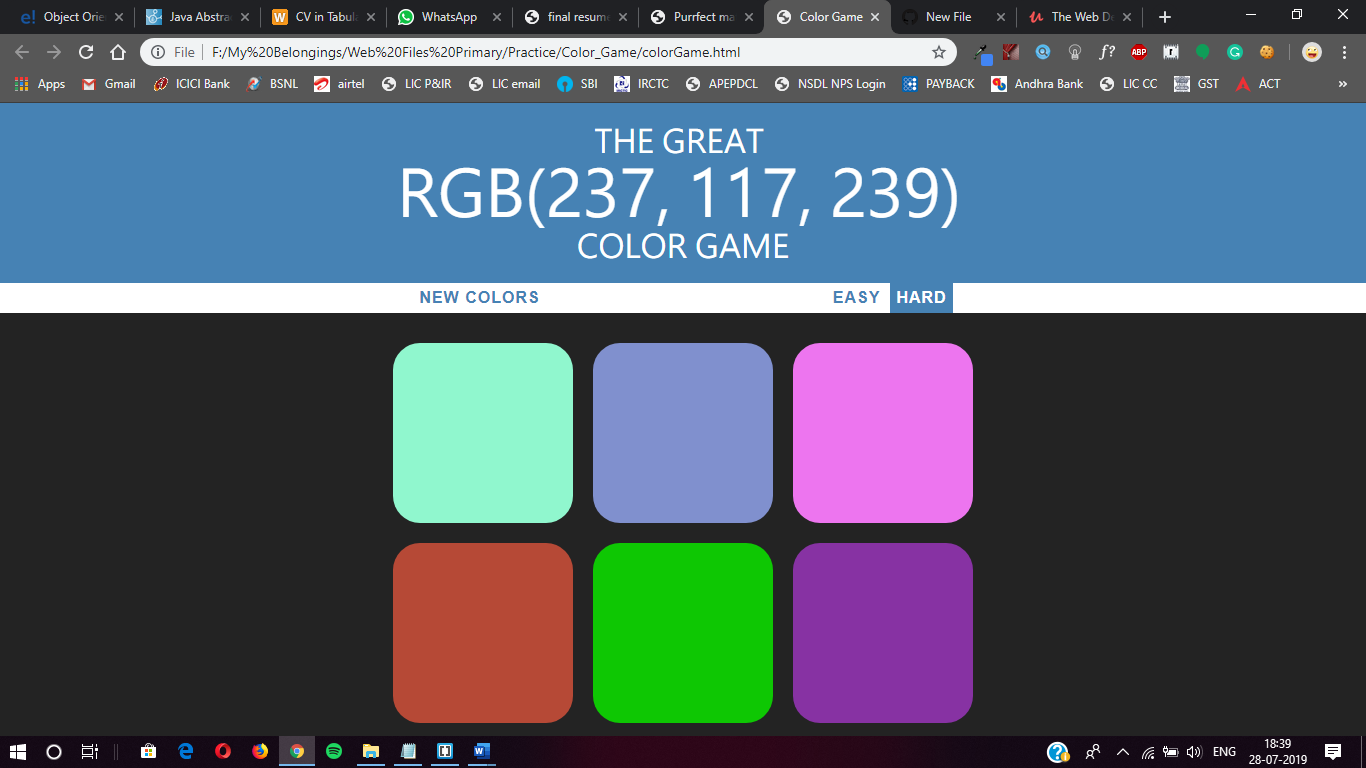 Object Orie
Java Abstra
CV in Tabula
WhatsApp
final resume
Purrfect ma
Color Game
New File
The Web De
File
F:/My%20Belongings/Web%20Files%20Primary/Practice/Color_Game/colorGame.html
f?
ABP
Apps
Gmail
ICICI Bank
BSNL
airtel
LIC P&IR
LIC email
SBI
IRCTC
APEPDCL
NSDL NPS Login
PAYBACK
Andhra Bank
LIC CC
GST
ACT
THE GREAT
RGB(237, 117, 239)
COLOR GAME
NEW COLORS
EASY
HARD
ENG
18:39
28-07-2019